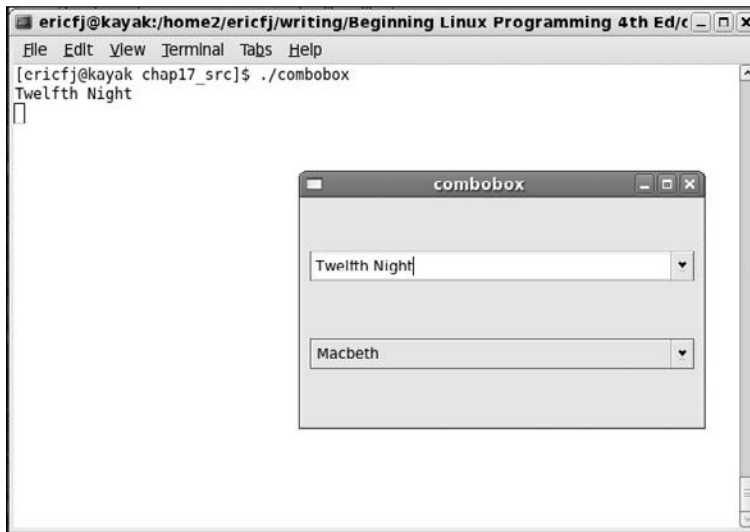 ericfj@kayak:/home2/ericfj/writing/Beginning Linux Programming 4th Ed/c
File Edit View Terminal Tabs Help
[ericfj@kayak chap17_src]$ ./combobox
Twelfth Night
combobox
Twelfth Night
Macbeth